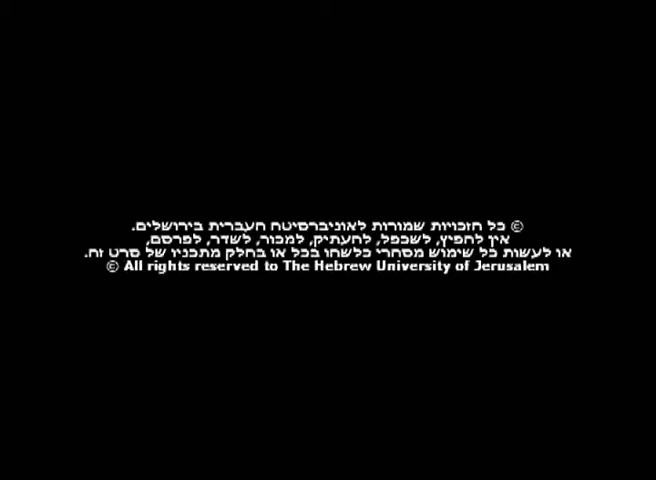 © כל הזכויות שמורות לאוניברסיטה העברית בירושלים.
אין להפיץ, לשכפל, להעתיק, למכור, לשדר, לפרסם,
או לעשות כל שימוש מסחרי כלשהו בכל או בחלק מתכניו של סרט זה.
© All rights reserved to The Hebrew University of Jerusalem